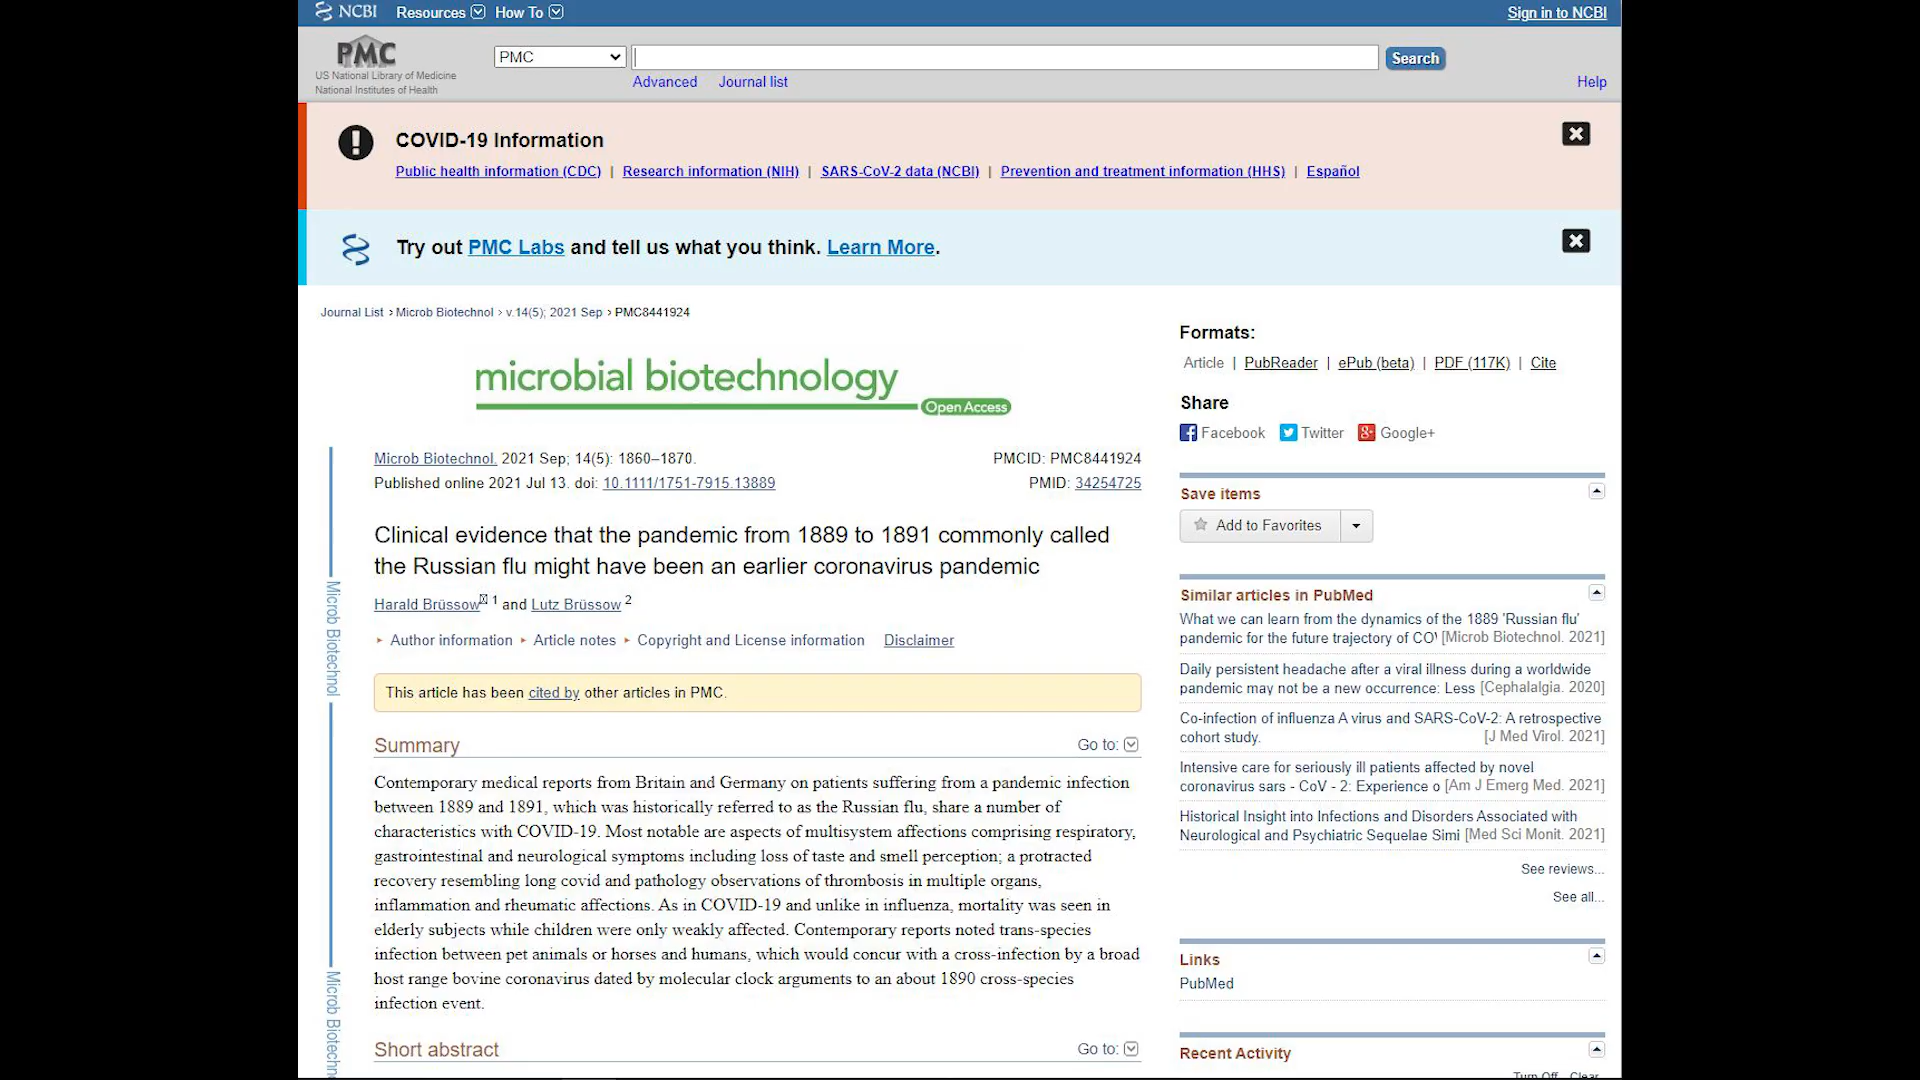 NCBI Resources How To Sign in to NCBI
PMC
US National Library of Medicine
National Institutes of Health
PMC Search
Advanced Journal list Help
COVID-19 Information
Public health information (CDC) | Research information (NIH) | SARS-CoV-2 data (NCBI) | Prevention and treatment information (HHS) | Español
Try out PMC Labs and tell us what you think. Learn More.
Journal List > Microb Biotechnol > v.14(5); 2021 Sep > PMC8441924
microbial biotechnology
Open Access
Microb Biotechnol. 2021 Sep; 14(5): 1860–1870. PMCID: PMC8441924
Published online 2021 Jul 13. doi: 10.1111/1751-7915.13889 PMID: 34254725
Clinical evidence that the pandemic from 1889 to 1891 commonly called
the Russian flu might have been an earlier coronavirus pandemic
Harald Brüssow 1 and Lutz Brüssow 2
Author information Article notes Copyright and License information Disclaimer
This article has been cited by other articles in PMC.
Summary Go to:
Contemporary medical reports from Britain and Germany on patients suffering from a pandemic infection
between 1889 and 1891, which was historically referred to as the Russian flu, share a number of
characteristics with COVID-19. Most notable are aspects of multisystem affections comprising respiratory,
gastrointestinal and neurological symptoms including loss of taste and smell perception; a protracted
recovery resembling long covid and pathology observations of thrombosis in multiple organs,
inflammation and rheumatic affections. As in COVID-19 and unlike in influenza, mortality was seen in
elderly subjects while children were only weakly affected. Contemporary reports noted trans-species
infection between pet animals or horses and humans, which would concur with a cross-infection by a broad
host range bovine coronavirus dated by molecular clock arguments to an about 1890 cross-species
infection event.
Short abstract Go to:
Microb Biotechnol
Microb Biotechn
Formats:
Article | PubReader | ePub (beta) | PDF (117K) | Cite
Share
Facebook Twitter Google+
Save items
Add to Favorites
Similar articles in PubMed
What we can learn from the dynamics of the 1889 'Russian flu'
pandemic for the future trajectory of CO [Microb Biotechnol. 2021]
Daily persistent headache after a viral illness during a worldwide
pandemic may not be a new occurrence: Less [Cephalalgia. 2020]
Co-infection of influenza A virus and SARS-CoV-2: A retrospective
cohort study. [J Med Virol. 2021]
Intensive care for seriously ill patients affected by novel
coronavirus sars - CoV - 2: Experience o [Am J Emerg Med. 2021]
Historical Insight into Infections and Disorders Associated with
Neurological and Psychiatric Sequelae Simi [Med Sci Monit. 2021]
See reviews...
See all...
Links
PubMed
Recent Activity
Turn Off Clear